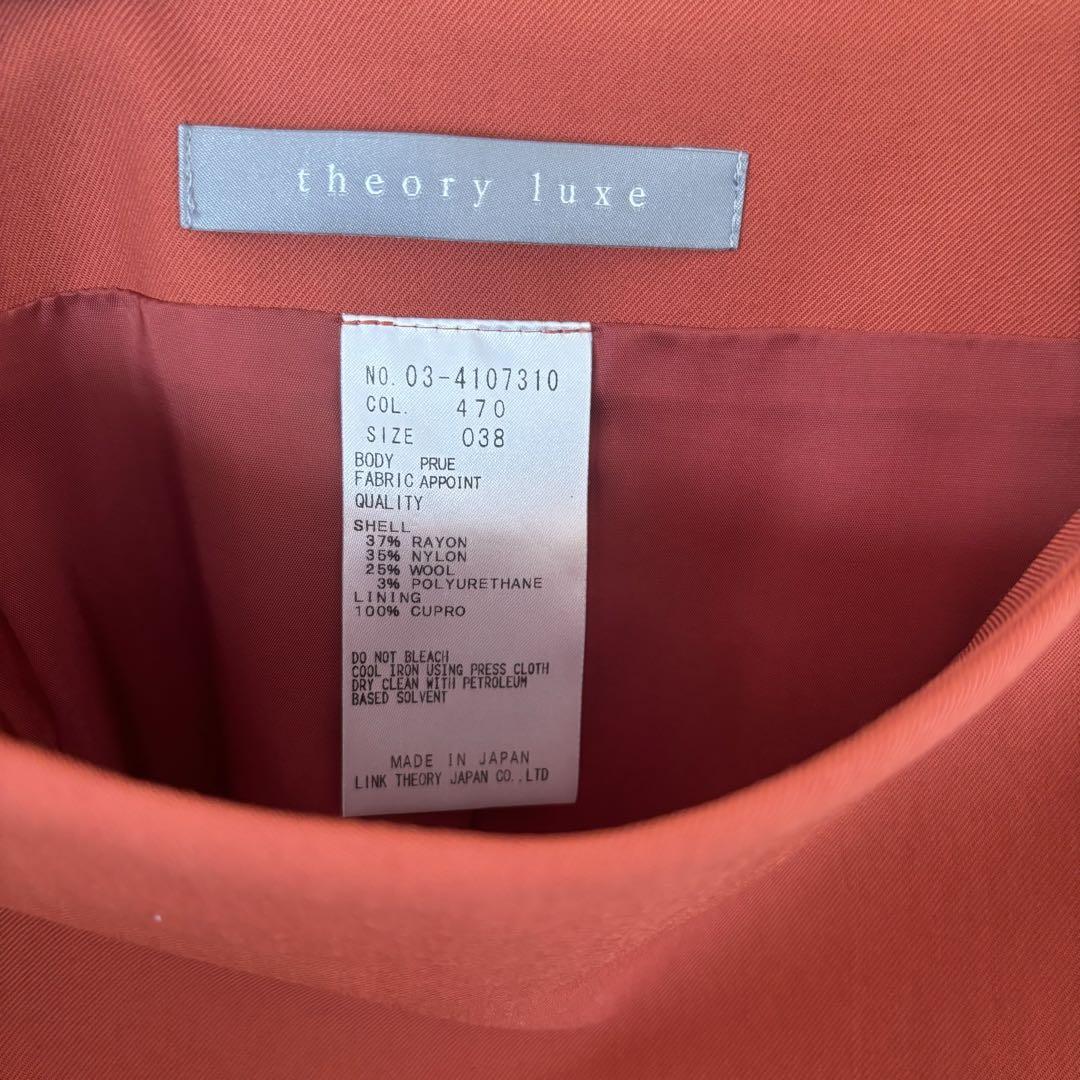 theory luxe
NO. 03-4107310
COL. 470
SIZE 038
BODY PRUE
FABRIC APPOINT
QUALITY
SHELL
37% RAYON
35% NYLON
25% WOOL
3% POLYURETHANE
LINING
100% CUPRO
DO NOT BLEACH
COOL IRON USING PRESS CLOTH
DRY CLEAN WITH PETROLEUM
BASED SOLVENT
MADE IN JAPAN
LINK THEORY JAPAN CO.,LTD